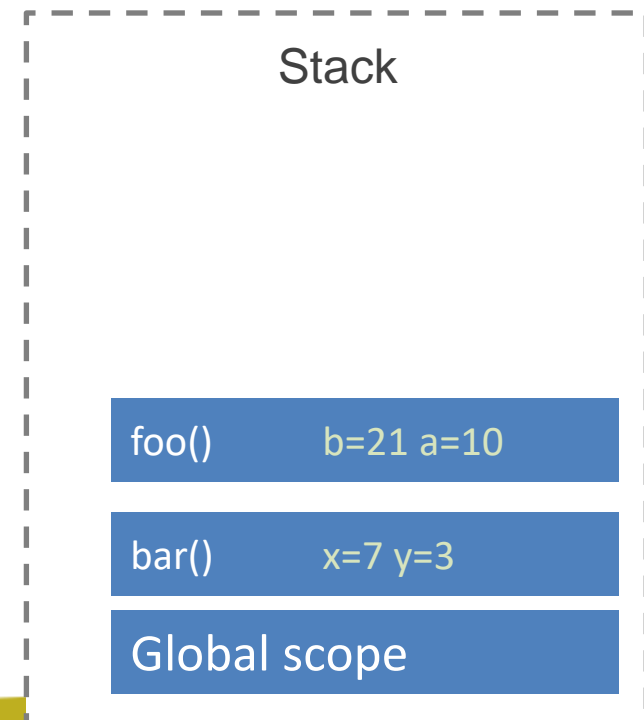 Stack
foo() b=21 a=10
bar() x=7 y=3
Global scope